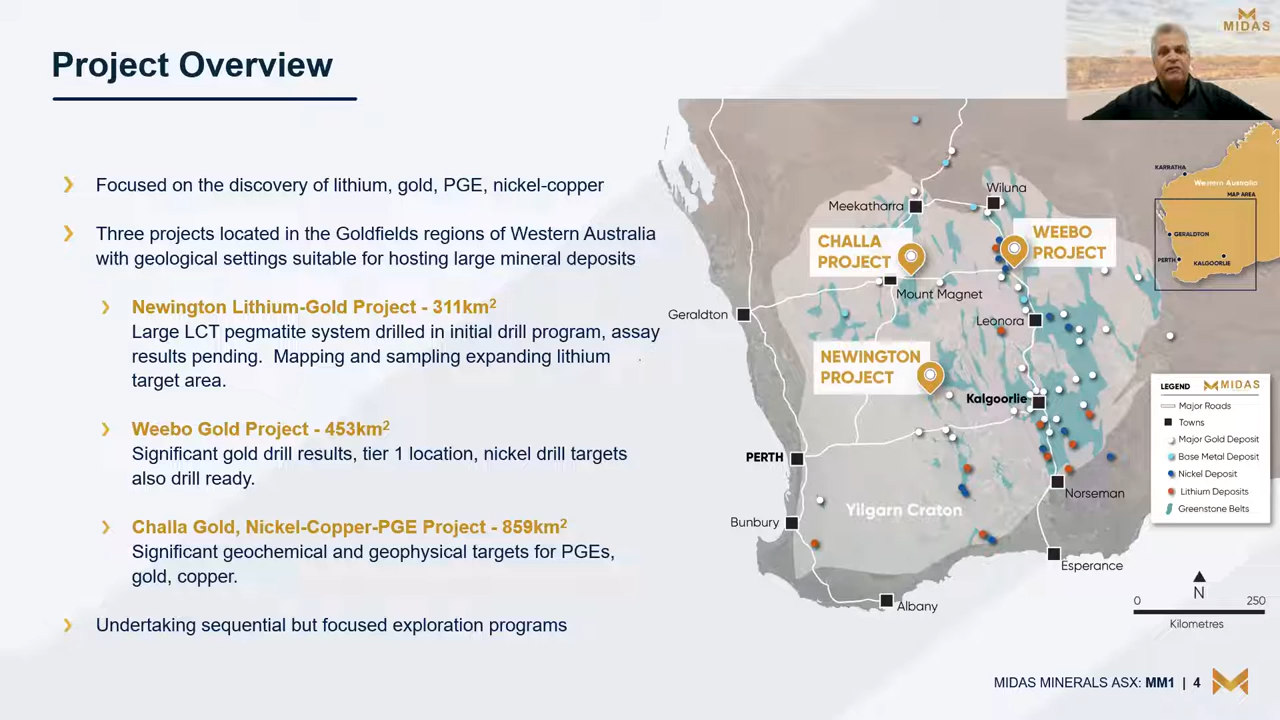 MIDAS
Project Overview
Focused on the discovery of lithium, gold, PGE, nickel-copper
Three projects located in the Goldfields regions of Western Australia
with geological settings suitable for hosting large mineral deposits
Newington Lithium-Gold Project - 311km²
Large LCT pegmatite system drilled in initial drill program, assay
results pending. Mapping and sampling expanding lithium
target area.
Weebo Gold Project - 453km²
Significant gold drill results, tier 1 location, nickel drill targets
also drill ready.
Challa Gold, Nickel-Copper-PGE Project - 859km²
Significant geochemical and geophysical targets for PGEs,
gold, copper.
Undertaking sequential but focused exploration programs
Wiluna
Meekatharra
CHALLA
PROJECT
WEEBO
PROJECT
Mount Magnet
Geraldton
Leonora
NEWINGTON
PROJECT
Kalgoorlie
PERTH
Norseman
Yilgarn Craton
Bunbury
Esperance
Albany
KARRATHA
Western Australia
MAP AREA
GERALDTON
PERTH
KALGOORLIE
LEGEND
MIDAS
Major Roads
Towns
Major Gold Deposit
Base Metal Deposit
Nickel Deposit
Lithium Deposits
Greenstone Belts
N
0 250
Kilometres
MIDAS MINERALS ASX: MM1 | 4